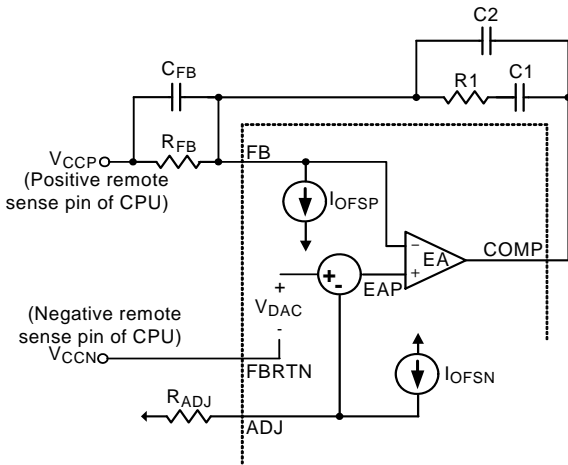 C2
CFB
R1
C1
RFB
VCCP
FB
(Positive remote
sense pin of CPU)
IOFSP
−
EA
COMP
+
+
-
EAP
+
VDAC
-
(Negative remote
sense pin of CPU)
VCCN
FBRTN
IOFSN
RADJ
ADJ